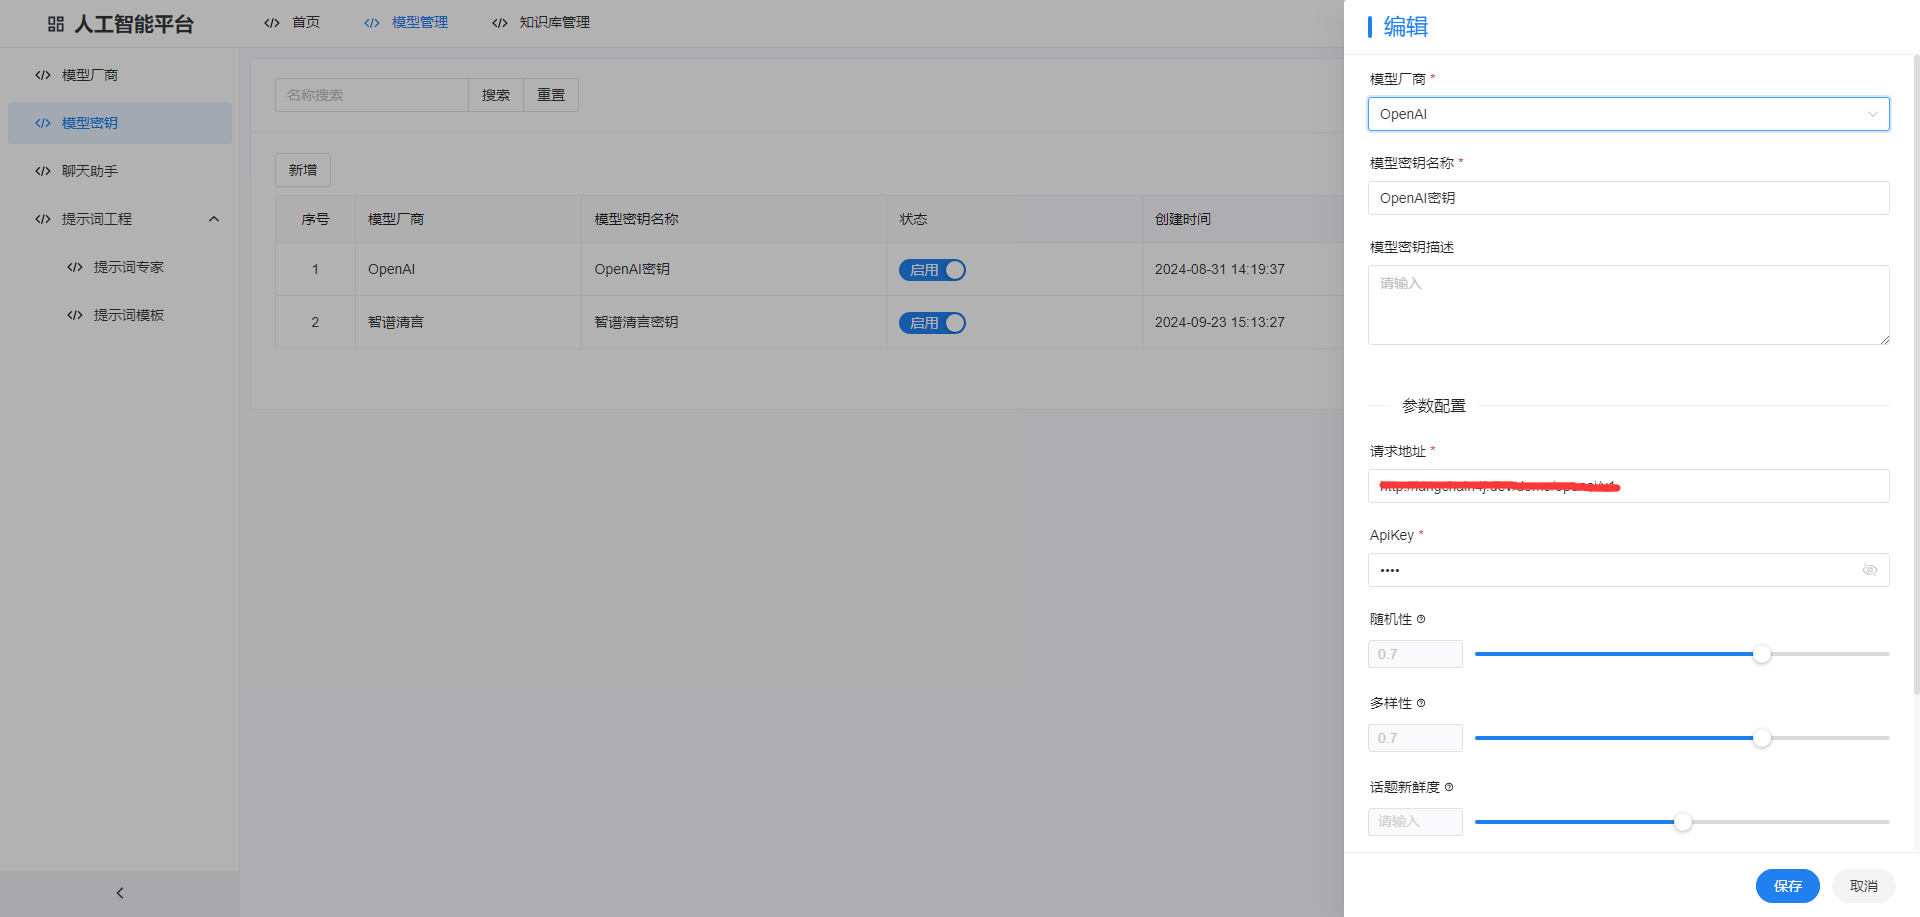 人工智能平台
首页
模型管理
知识库管理
模型厂商
模型密钥
聊天助手
提示词工程
提示词专家
提示词模板
名称搜索
搜索
重置
新增
序号 模型厂商 模型密钥名称 状态 创建时间
1 OpenAI OpenAI密钥 启用 2024-08-31 14:19:37
2 智谱清言 智谱清言密钥 启用 2024-09-23 15:13:27
编辑
模型厂商 *
OpenAI
模型密钥名称 *
OpenAI密钥
模型密钥描述
请输入
参数配置
请求地址 *
ApiKey *
••••
随机性
0.7
多样性
0.7
话题新鲜度
请输入
保存
取消